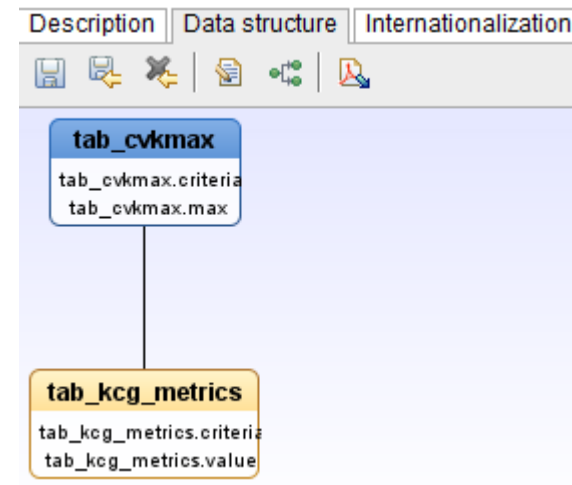 Description Data structure Internationalization
tab_cvkmax
tab_cvkmax.criteria
tab_cvkmax.max
tab_kcg_metrics
tab_kcg_metrics.criteria
tab_kcg_metrics.value